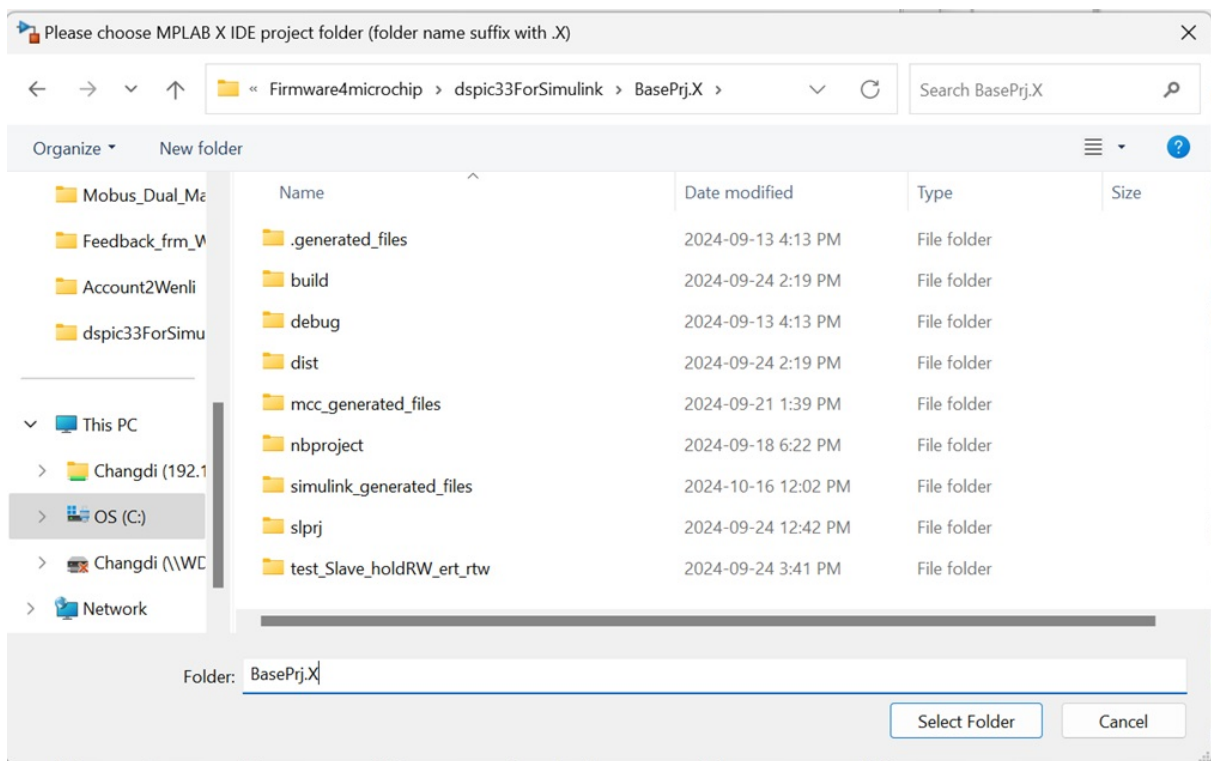 Please choose MPLAB X IDE project folder (folder name suffix with .X)
« Firmware4microchip > dspic33ForSimulink > BasePrj.X >
Search BasePrj.X
Organize
New folder
Mobus_Dual_Ma
Feedback_frm_W
Account2Wenli
dspic33ForSimu
This PC
Changdi (192.1
OS (C:)
Changdi (\\WD
Network
Name Date modified Type Size
.generated_files 2024-09-13 4:13 PM File folder
build 2024-09-24 2:19 PM File folder
debug 2024-09-13 4:13 PM File folder
dist 2024-09-24 2:19 PM File folder
mcc_generated_files 2024-09-21 1:39 PM File folder
nbproject 2024-09-18 6:22 PM File folder
simulink_generated_files 2024-10-16 12:02 PM File folder
slprj 2024-09-24 12:42 PM File folder
test_Slave_holdRW_ert_rtw 2024-09-24 3:41 PM File folder
Folder: BasePrj.X
Select Folder
Cancel